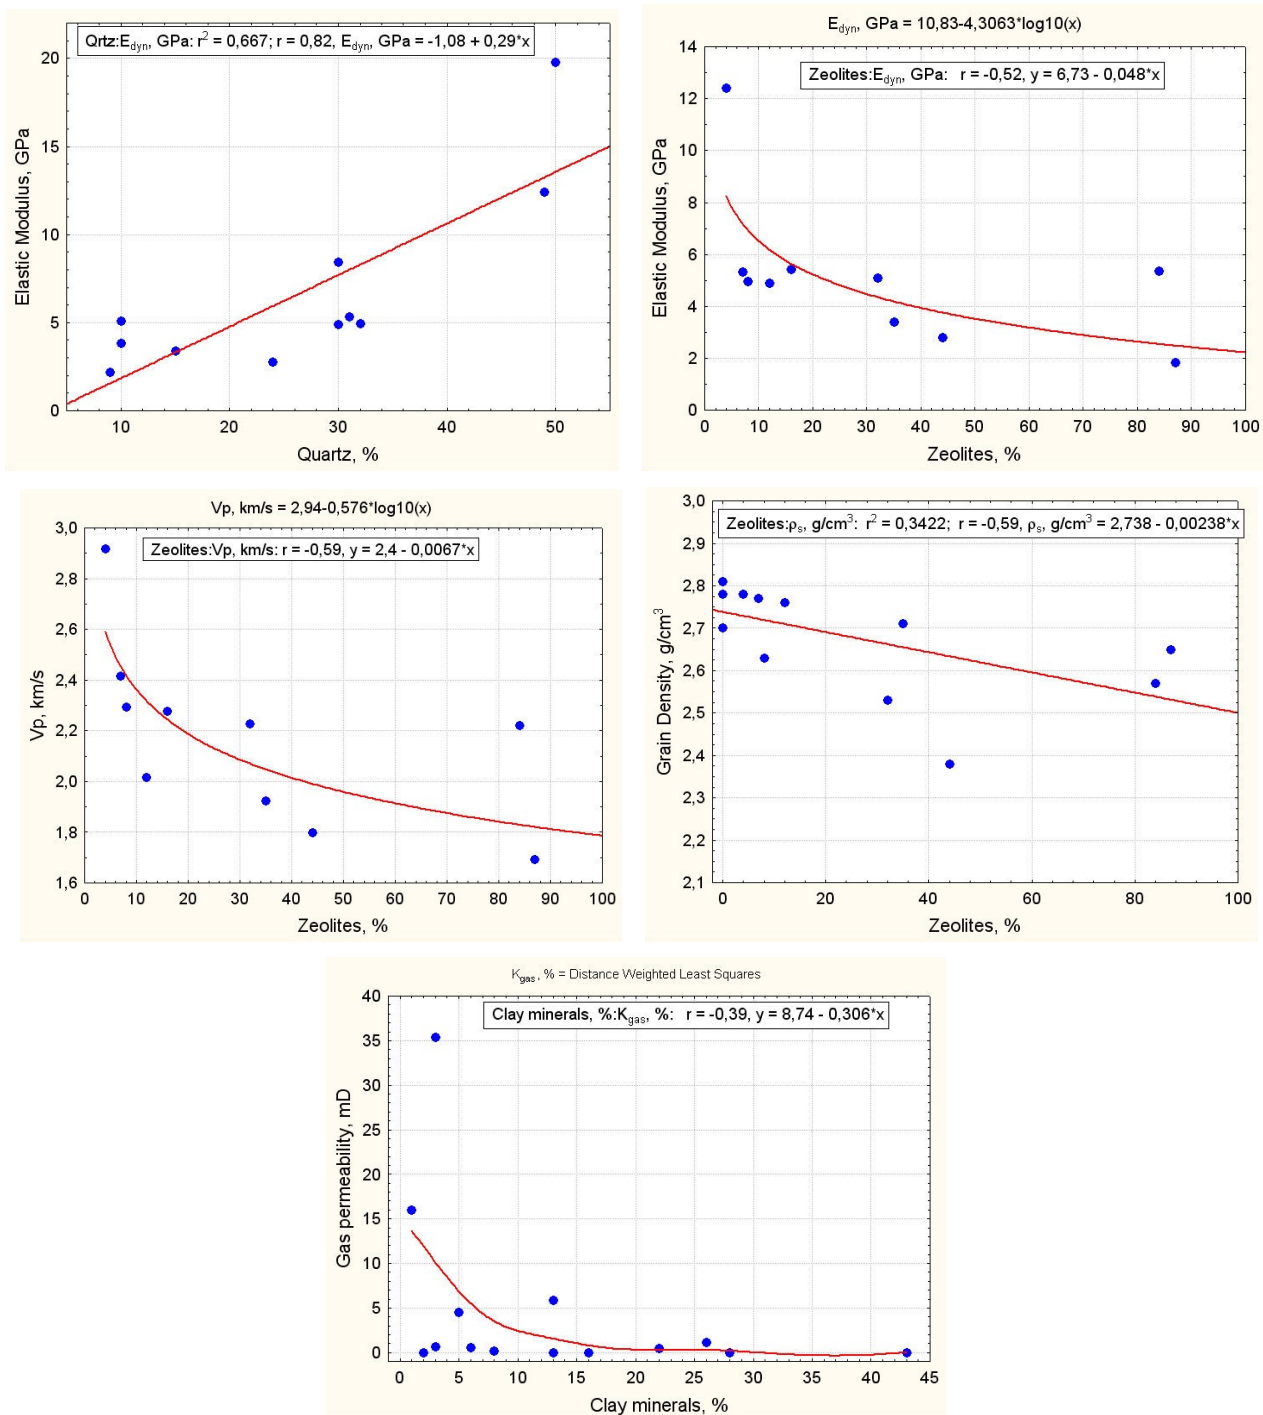 Qrtz:Edyn, GPa: r² = 0,667; r = 0,82, Edyn, GPa = -1,08 + 0,29*x
Elastic Modulus, GPa
20
15
10
5
0
10 20 30 40 50
Quartz, %
Edyn, GPa = 10,83-4,3063*log10(x)
Zeolites:Edyn, GPa: r = -0,52, y = 6,73 - 0,048*x
Elastic Modulus, GPa
14
12
10
8
6
4
2
0
0 10 20 30 40 50 60 70 80 90 100
Zeolites, %
Vp, km/s = 2,94-0,576*log10(x)
Zeolites:Vp, km/s: r = -0,59, y = 2,4 - 0,0067*x
Vp, km/s
3,0
2,8
2,6
2,4
2,2
2,0
1,8
1,6
0 10 20 30 40 50 60 70 80 90 100
Zeolites, %
Zeolites:ρs, g/cm³: r² = 0,3422; r = -0,59, ρs, g/cm³ = 2,738 - 0,00238*x
Grain Density, g/cm³
3,0
2,9
2,8
2,7
2,6
2,5
2,4
2,3
2,2
2,1
0 20 40 60 80 100
Zeolites, %
Kgas, % = Distance Weighted Least Squares
Clay minerals, %:Kgas, %: r = -0,39, y = 8,74 - 0,306*x
Gas permeability, mD
40
35
30
25
20
15
10
5
0
0 5 10 15 20 25 30 35 40 45
Clay minerals, %